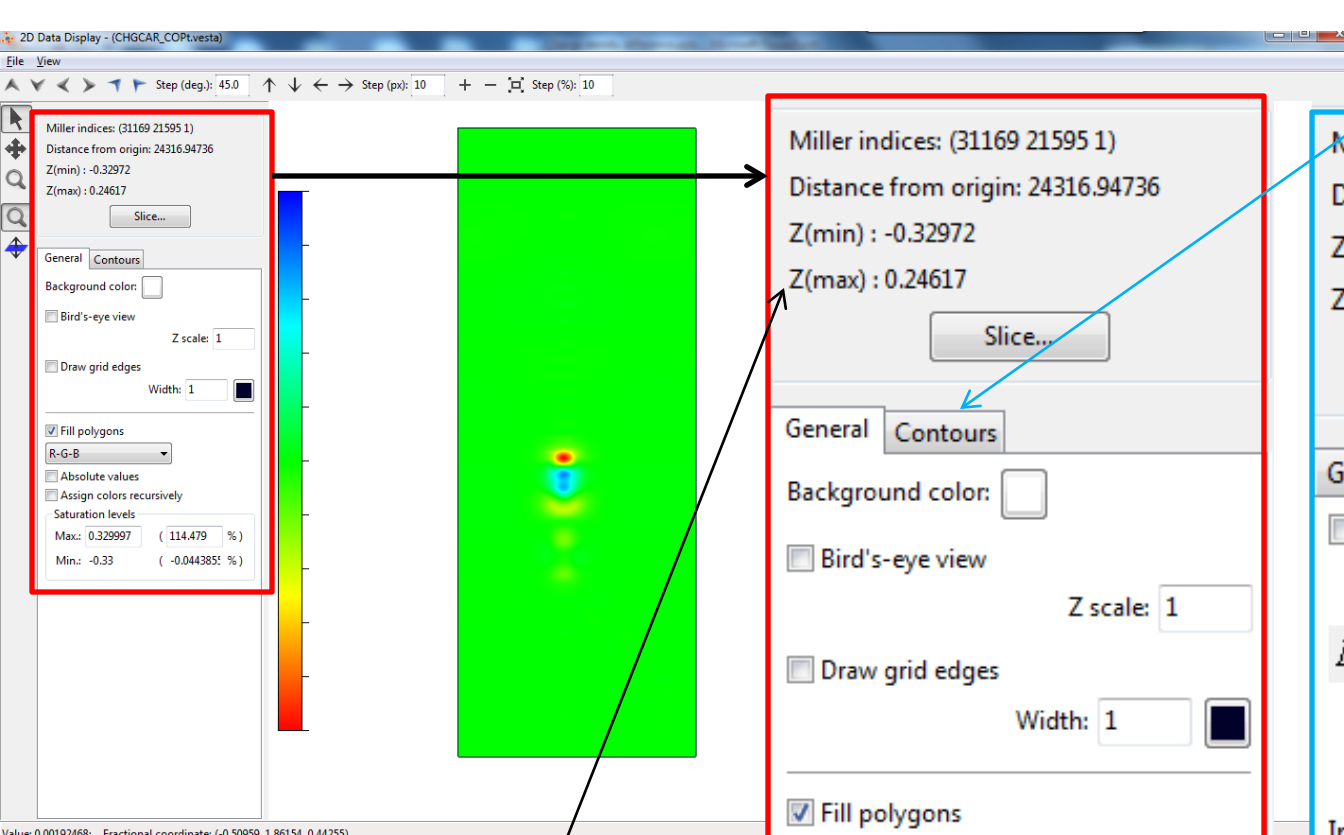 2D Data Display - (CHGCAR_COPt.vesta)
File View
Step (deg.): 45.0 Step (px): 10 Step (%): 10
Miller indices: (31169 21595 1)
Distance from origin: 24316.94736
Z(min) : -0.32972
Z(max) : 0.24617
Slice...
General Contours
Background color:
Bird's-eye view
Z scale: 1
Draw grid edges
Width: 1
Fill polygons
R-G-B
Absolute values
Assign colors recursively
Saturation levels
Max.: 0.329997 ( 114.479 % )
Min.: -0.33 ( -0.044385 % )
Miller indices: (31169 21595 1)
Distance from origin: 24316.94736
Z(min) : -0.32972
Z(max) : 0.24617
Slice...
General Contours
Background color:
Bird's-eye view
Z scale: 1
Draw grid edges
Width: 1
Fill polygons
D
Z
Z
G
In
Value: 0.00192468; Fractional coordinate: (-0.50959, 1.86154, 0.44255)